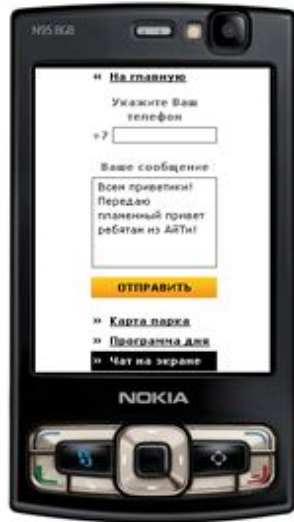 N95 8GB
» На главную
Укажите Ваш
телефон
+7
Ваше сообщение
Всем приветики!
Передаю
пламенный привет
ребятам из АйТи!
ОТПРАВИТЬ
» Карта парка
» Программа дня
» Чат на экране
NOKIA